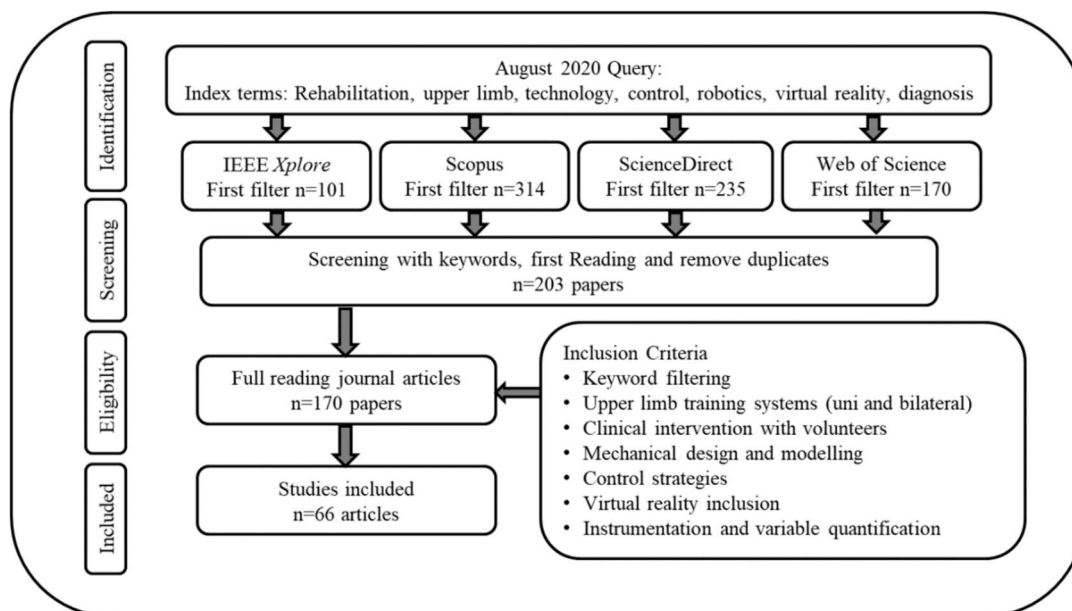 Identification
August 2020 Query:
Index terms: Rehabilitation, upper limb, technology, control, robotics, virtual reality, diagnosis
IEEE Xplore
First filter n=101
Scopus
First filter n=314
ScienceDirect
First filter n=235
Web of Science
First filter n=170
Screening
Screening with keywords, first Reading and remove duplicates
n=203 papers
Eligibility
Full reading journal articles
n=170 papers
Inclusion Criteria
• Keyword filtering
• Upper limb training systems (uni and bilateral)
• Clinical intervention with volunteers
• Mechanical design and modelling
• Control strategies
• Virtual reality inclusion
• Instrumentation and variable quantification
Included
Studies included
n=66 articles